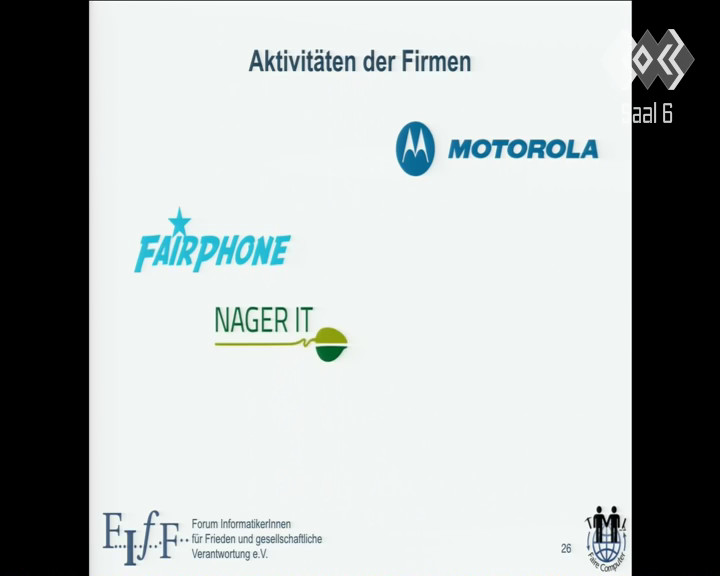 Aktivitäten der Firmen
Saal 6
MOTOROLA
FAIRPHONE
NAGER IT
F..I..f..F..
Forum InformatikerInnen
für Frieden und gesellschaftliche
Verantwortung e.V.
26
Faire Computer